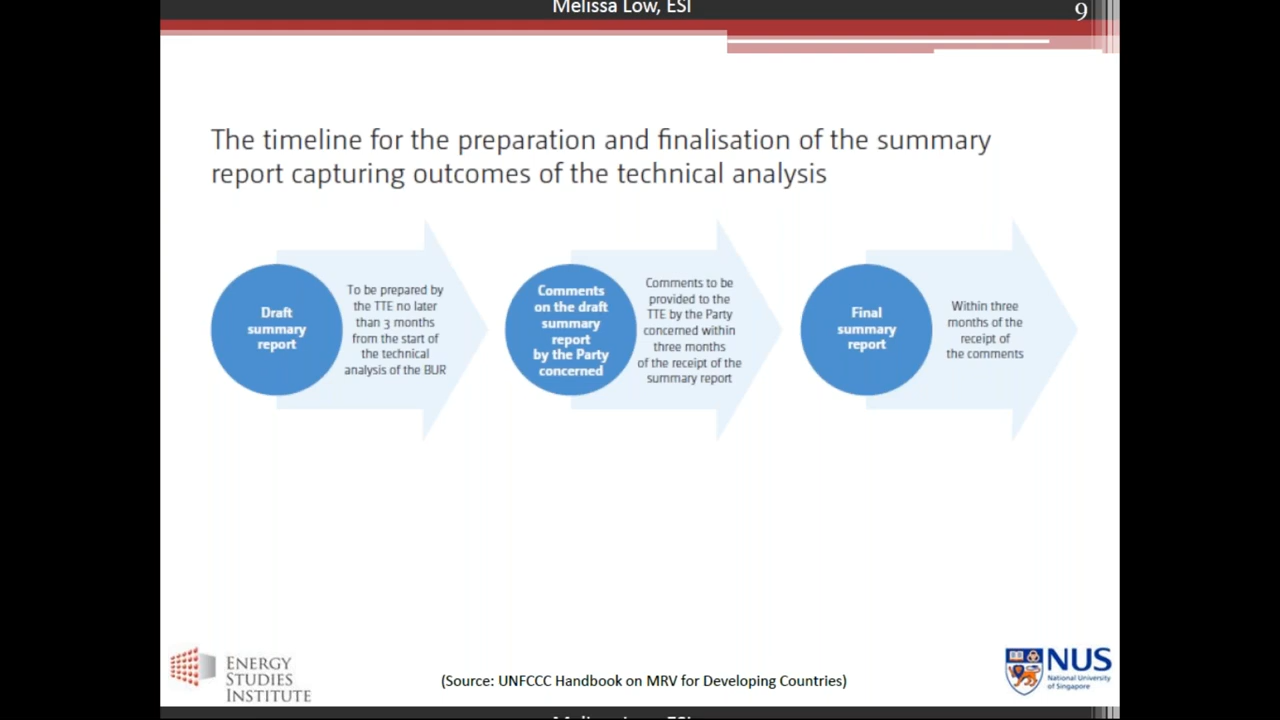 Melissa Low, ESI
9
The timeline for the preparation and finalisation of the summary
report capturing outcomes of the technical analysis
Draft
summary
report
To be prepared by
the TTE no later
than 3 months
from the start of
the technical
analysis of the BUR
Comments
on the draft
summary
report
by the Party
concerned
Comments to be
provided to the
TTE by the Party
concerned within
three months
of the receipt of the
summary report
Final
summary
report
Within three
months of the
receipt of
the comments
ENERGY
STUDIES
INSTITUTE
(Source: UNFCCC Handbook on MRV for Developing Countries)
NUS
National University
of Singapore
Melissa Low, ESI